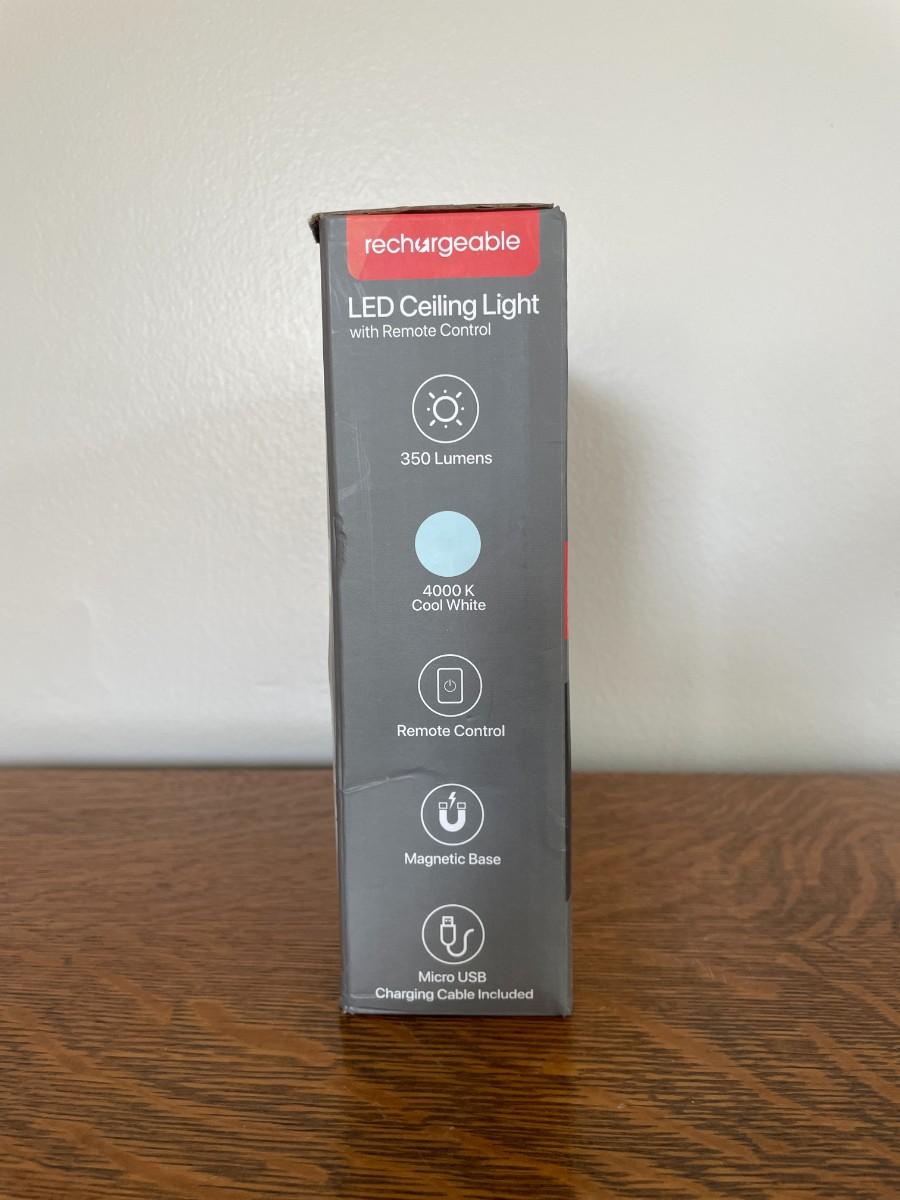 rechargeable
LED Ceiling Light
with Remote Control
350 Lumens
4000 K
Cool White
Remote Control
Magnetic Base
Micro USB
Charging Cable Included